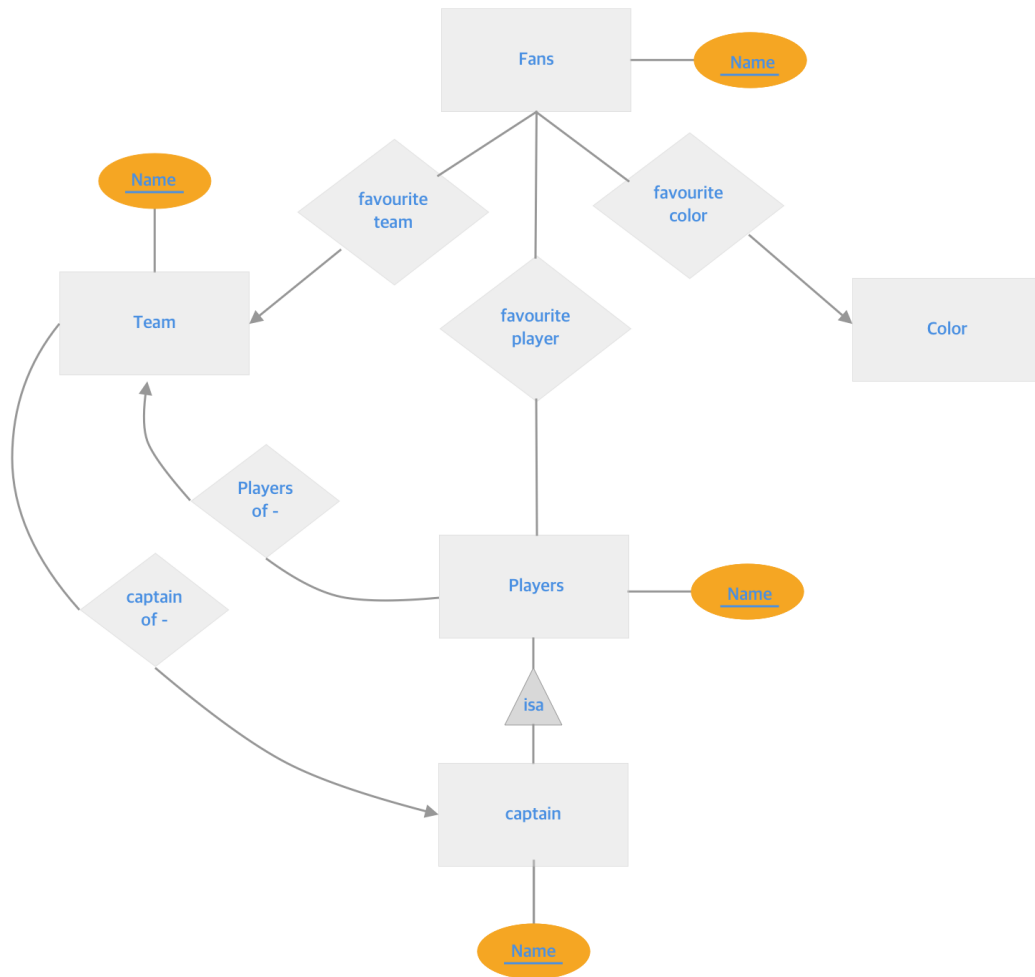 Fans
Name
Name
favourite
team
favourite
color
Team
favourite
player
Color
Players
of -
Players
Name
captain
of -
isa
captain
Name